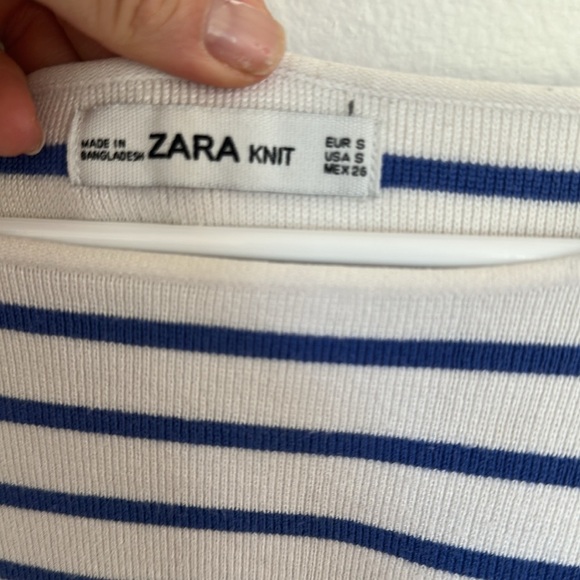 MADE IN
BANGLADESH
ZARA KNIT
EUR S
USA S
MEX 26